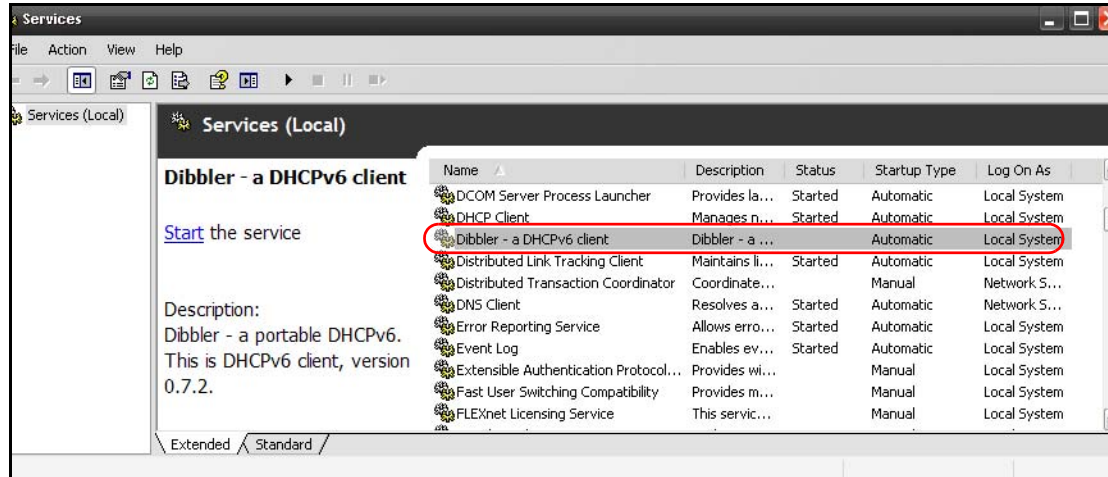 Services
File Action View Help
Services (Local)
Services (Local)
Dibbler - a DHCPv6 client
Start the service
Description:
Dibbler - a portable DHCPv6.
This is DHCPv6 client, version
0.7.2.
Name Description Status Startup Type Log On As
DCOM Server Process Launcher Provides la... Started Automatic Local System
DHCP Client Manages n... Started Automatic Local System
Dibbler - a DHCPv6 client Dibbler - a ... Automatic Local System
Distributed Link Tracking Client Maintains li... Started Automatic Local System
Distributed Transaction Coordinator Coordinate... Manual Network S...
DNS Client Resolves a... Started Automatic Network S...
Error Reporting Service Allows erro... Started Automatic Local System
Event Log Enables ev... Started Automatic Local System
Extensible Authentication Protocol... Provides wi... Manual Local System
Fast User Switching Compatibility Provides m... Manual Local System
FLEXnet Licensing Service This servic... Manual Local System
Extended Standard